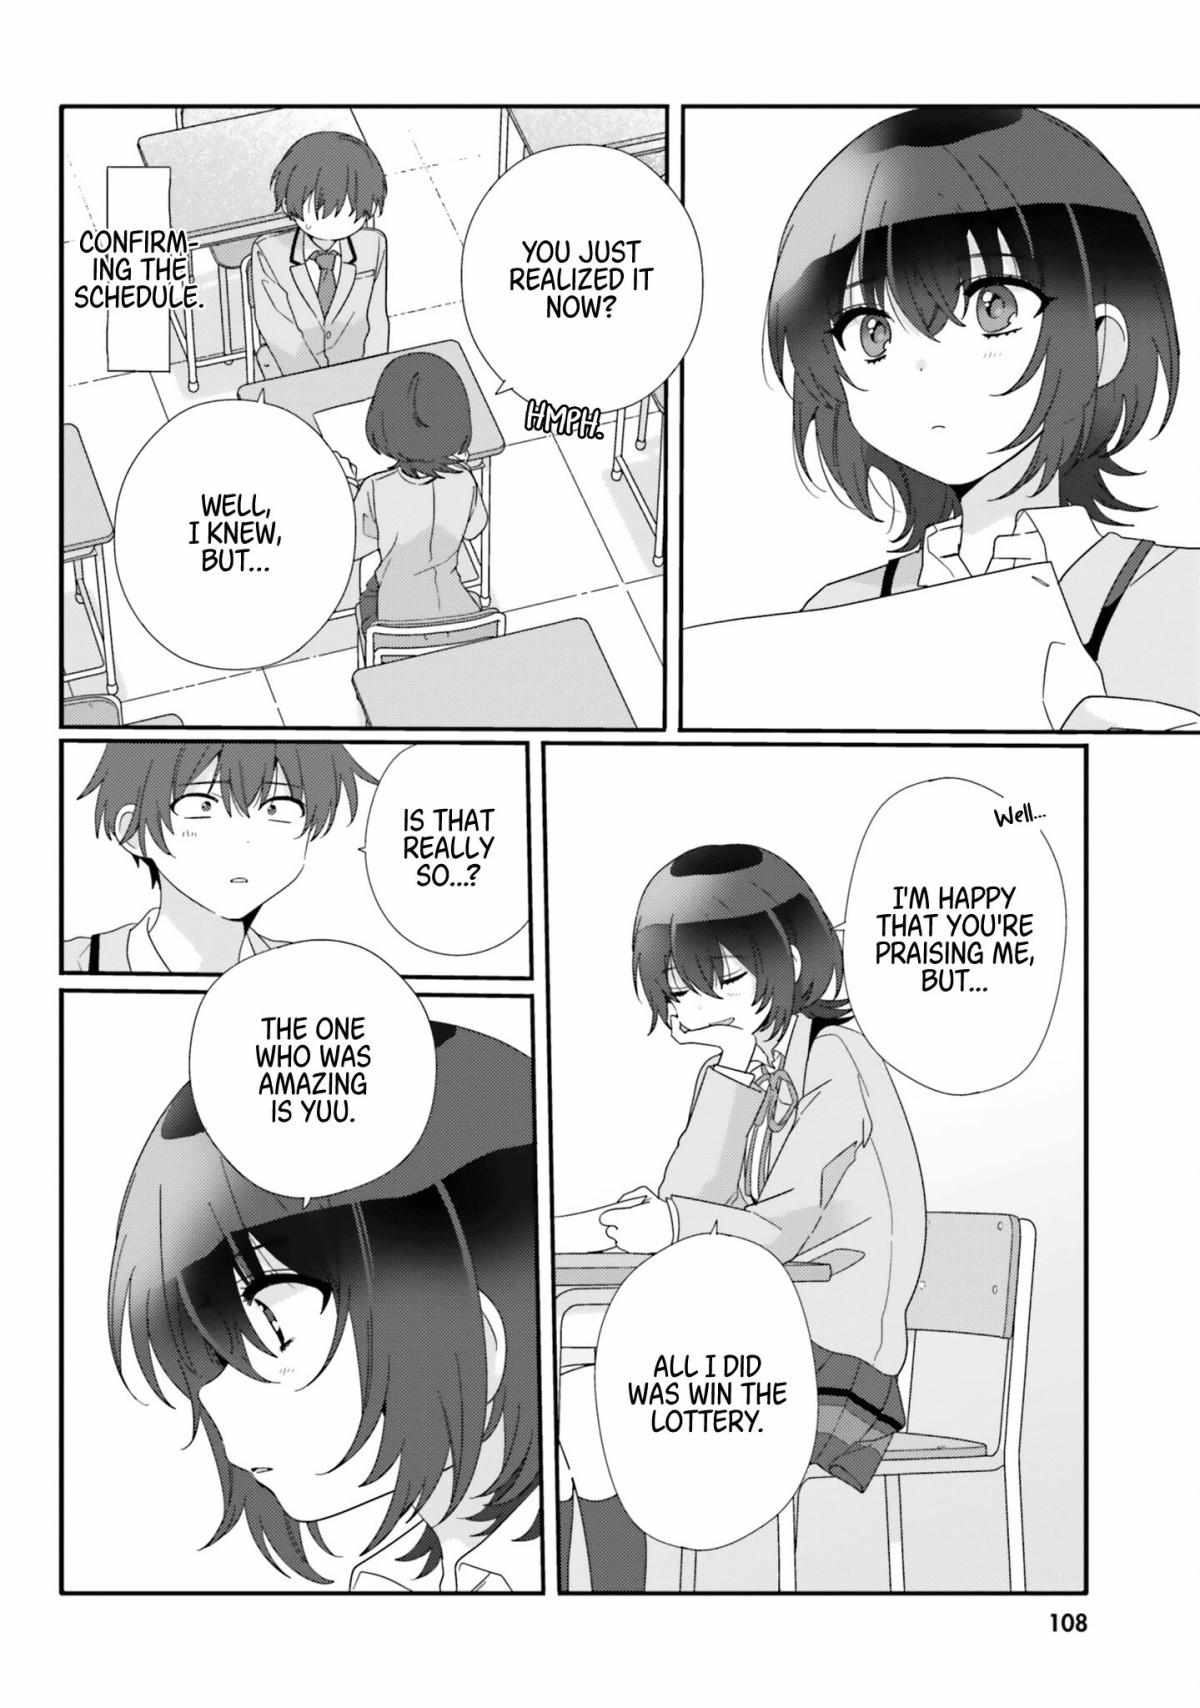 YOU JUST
REALIZED IT
NOW?
HMPH.
CONFIRM-
ING THE
SCHEDULE.
WELL,
I KNEW,
BUT...
Well...
I'M HAPPY
THAT YOU'RE
PRAISING ME,
BUT...
ALL I DID
WAS WIN THE
LOTTERY.
IS THAT
REALLY
SO...?
THE ONE
WHO WAS
AMAZING
IS YUU.
108